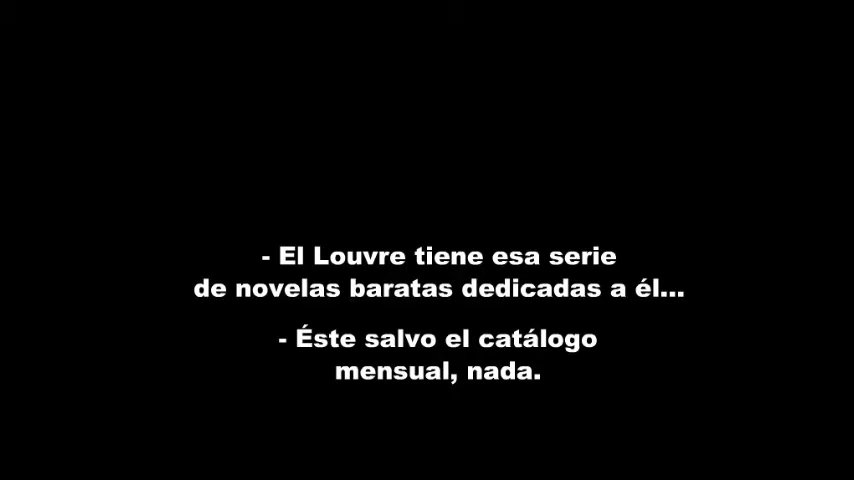 - El Louvre tiene esa serie
de novelas baratas dedicadas a él...
- Éste salvo el catálogo
mensual, nada.